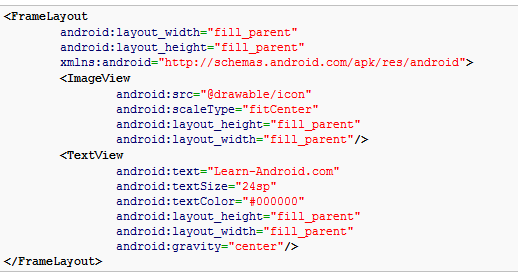 <FrameLayout
android:layout_width="fill_parent"
android:layout_height="fill_parent"
xmlns:android="http://schemas.android.com/apk/res/android">
<ImageView
android:src="@drawable/icon"
android:scaleType="fitCenter"
android:layout_height="fill_parent"
android:layout_width="fill_parent"/>
<TextView
android:text="Learn-Android.com"
android:textSize="24sp"
android:textColor="#000000"
android:layout_height="fill_parent"
android:layout_width="fill_parent"
android:gravity="center"/>
</FrameLayout>